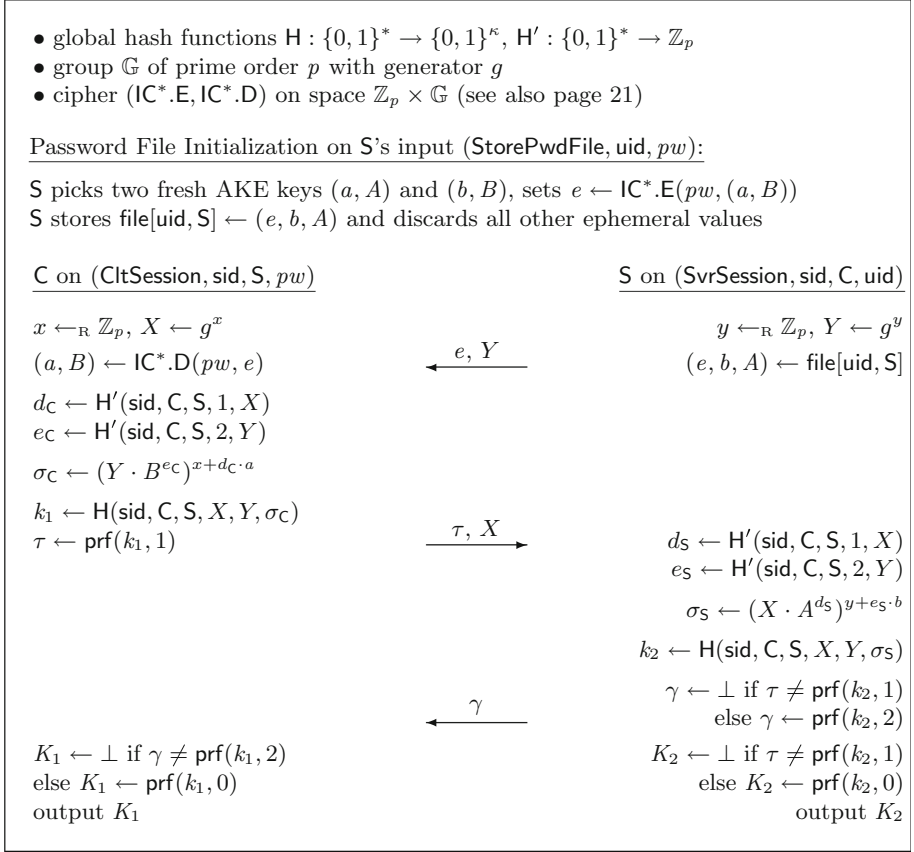 • global hash functions H : {0, 1}* → {0, 1}^κ, H′ : {0, 1}* → ℤ_p
• group 𝔾 of prime order p with generator g
• cipher (IC*.E, IC*.D) on space ℤ_p × 𝔾 (see also page 21)
Password File Initialization on S's input (StorePwdFile, uid, pw):
S picks two fresh AKE keys (a, A) and (b, B), sets e ← IC*.E(pw, (a, B))
S stores file[uid, S] ← (e, b, A) and discards all other ephemeral values
C on (CltSession, sid, S, pw) S on (SvrSession, sid, C, uid)
x ←_R ℤ_p, X ← g^x y ←_R ℤ_p, Y ← g^y
(a, B) ← IC*.D(pw, e) e, Y (e, b, A) ← file[uid, S]
d_C ← H′(sid, C, S, 1, X)
e_C ← H′(sid, C, S, 2, Y)
σ_C ← (Y · B^{e_C})^{x+d_C·a}
k_1 ← H(sid, C, S, X, Y, σ_C)
τ ← prf(k_1, 1) τ, X d_S ← H′(sid, C, S, 1, X)
e_S ← H′(sid, C, S, 2, Y)
σ_S ← (X · A^{d_S})^{y+e_S·b}
k_2 ← H(sid, C, S, X, Y, σ_S)
γ ← ⊥ if τ ≠ prf(k_2, 1)
γ else γ ← prf(k_2, 2)
K_1 ← ⊥ if γ ≠ prf(k_1, 2) K_2 ← ⊥ if τ ≠ prf(k_2, 1)
else K_1 ← prf(k_1, 0) else K_2 ← prf(k_2, 0)
output K_1 output K_2